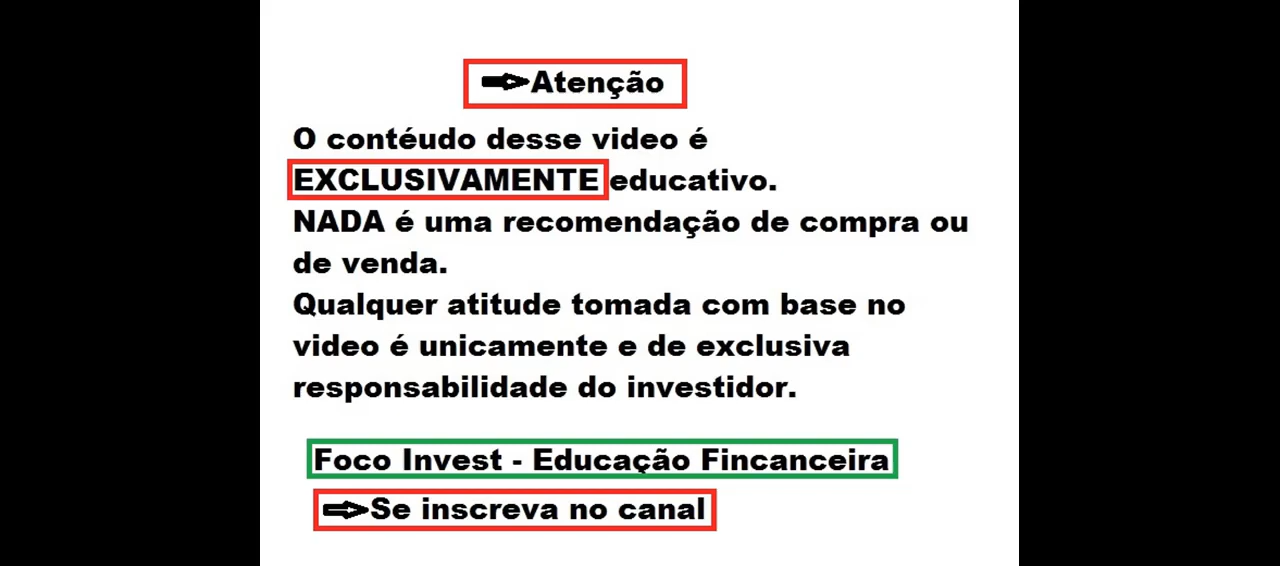 Atenção
O contéudo desse video é
EXCLUSIVAMENTE educativo.
NADA é uma recomendação de compra ou
de venda.
Qualquer atitude tomada com base no
video é unicamente e de exclusiva
responsabilidade do investidor.
Foco Invest - Educação Fincanceira
Se inscreva no canal